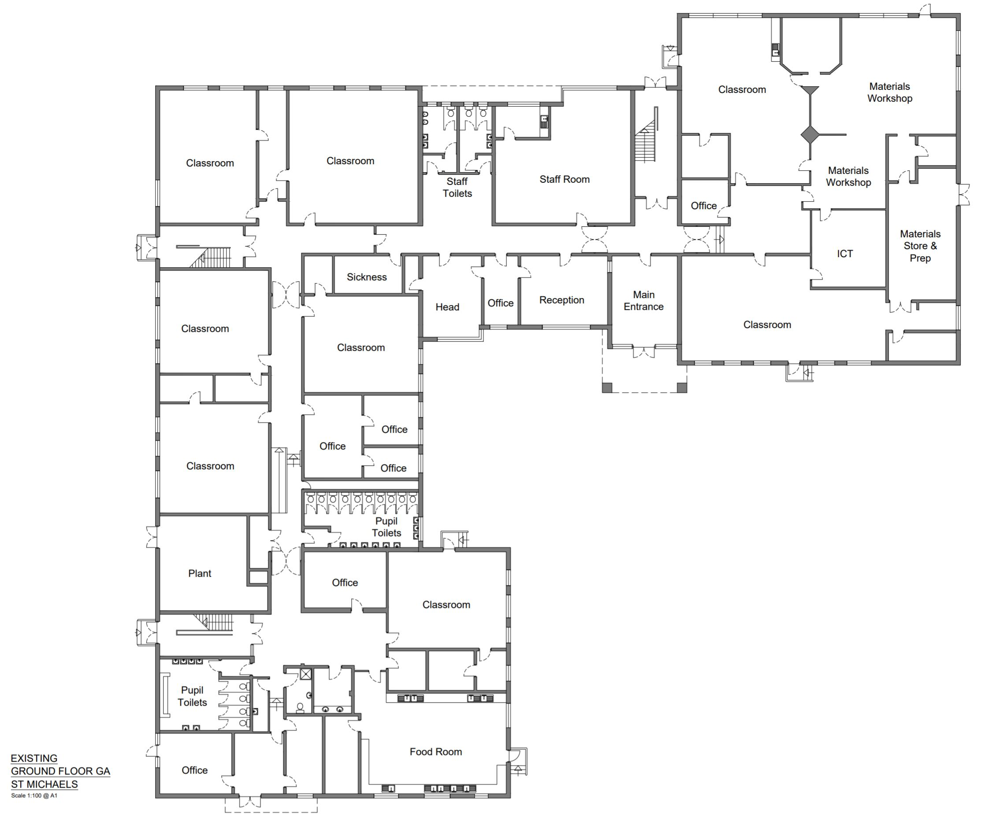 Classroom
Materials
Workshop
Classroom
Classroom
Staff
Toilets
Staff Room
Materials
Workshop
Office
Materials
Store &
Prep
ICT
Sickness
Head
Office
Reception
Main
Entrance
Classroom
Classroom
Classroom
Office
Office
Office
Classroom
Pupil
Toilets
Plant
Office
Classroom
Pupil
Toilets
Food Room
Office
EXISTING
GROUND FLOOR GA
ST MICHAELS
Scale 1:100 @ A1